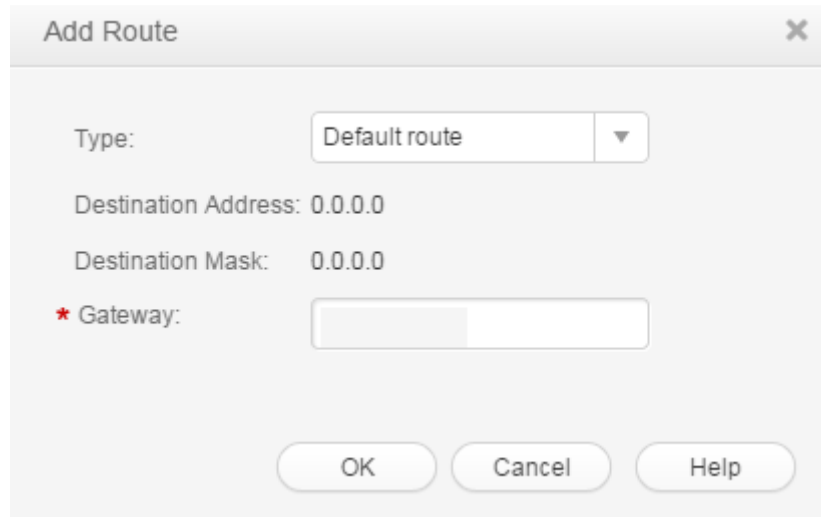 Add Route
Type: Default route
Destination Address: 0.0.0.0
Destination Mask: 0.0.0.0
* Gateway:
OK Cancel Help